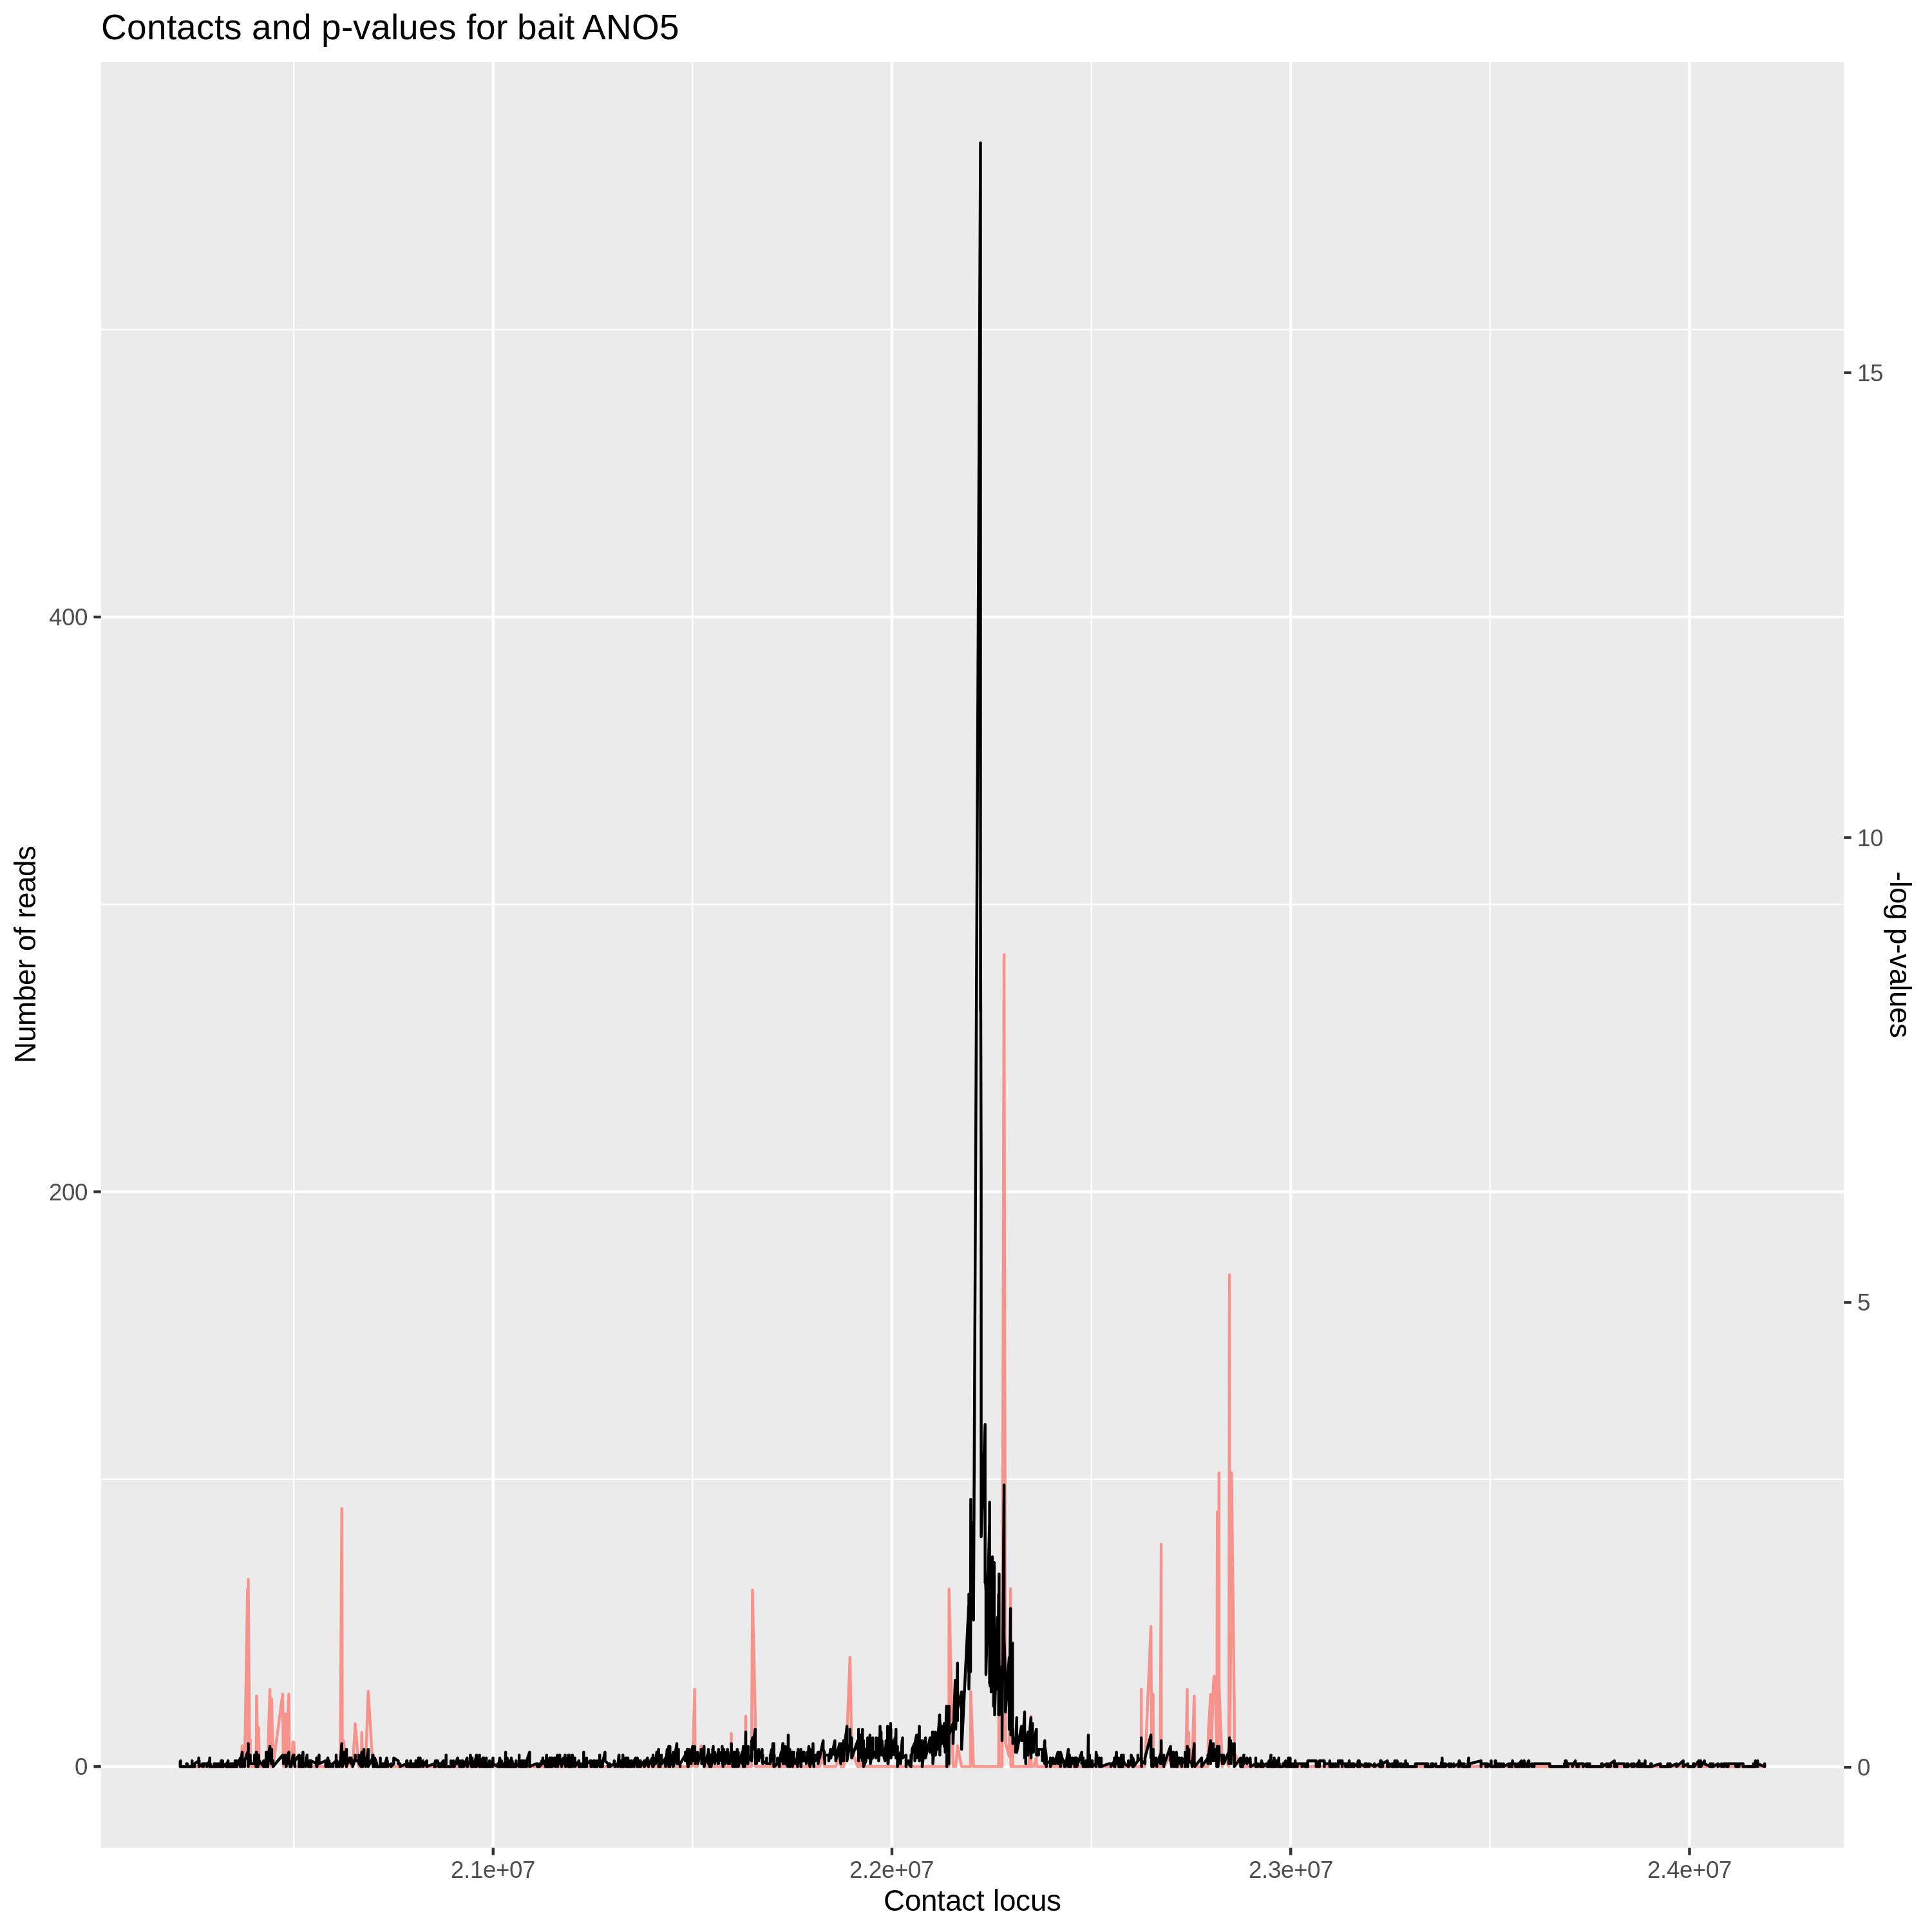 Contacts and p-values for bait ANO5
Number of reads
400
200
0
15
10
5
0
-log p-values
2.1e+07
2.2e+07
2.3e+07
2.4e+07
Contact locus